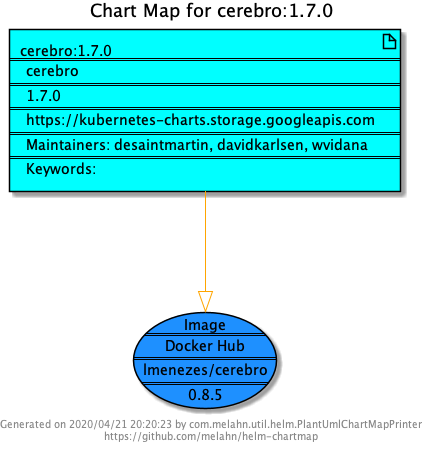 Chart Map for cerebro:1.7.0
cerebro:1.7.0
cerebro
1.7.0
https://kubernetes-charts.storage.googleapis.com
Maintainers: desaintmartin, davidkarlsen, wvidana
Keywords:
Image
Docker Hub
lmenezes/cerebro
0.8.5
Generated on 2020/04/21 20:20:23 by com.melahn.util.helm.PlantUmlChartMapPrinter
https://github.com/melahn/helm-chartmap